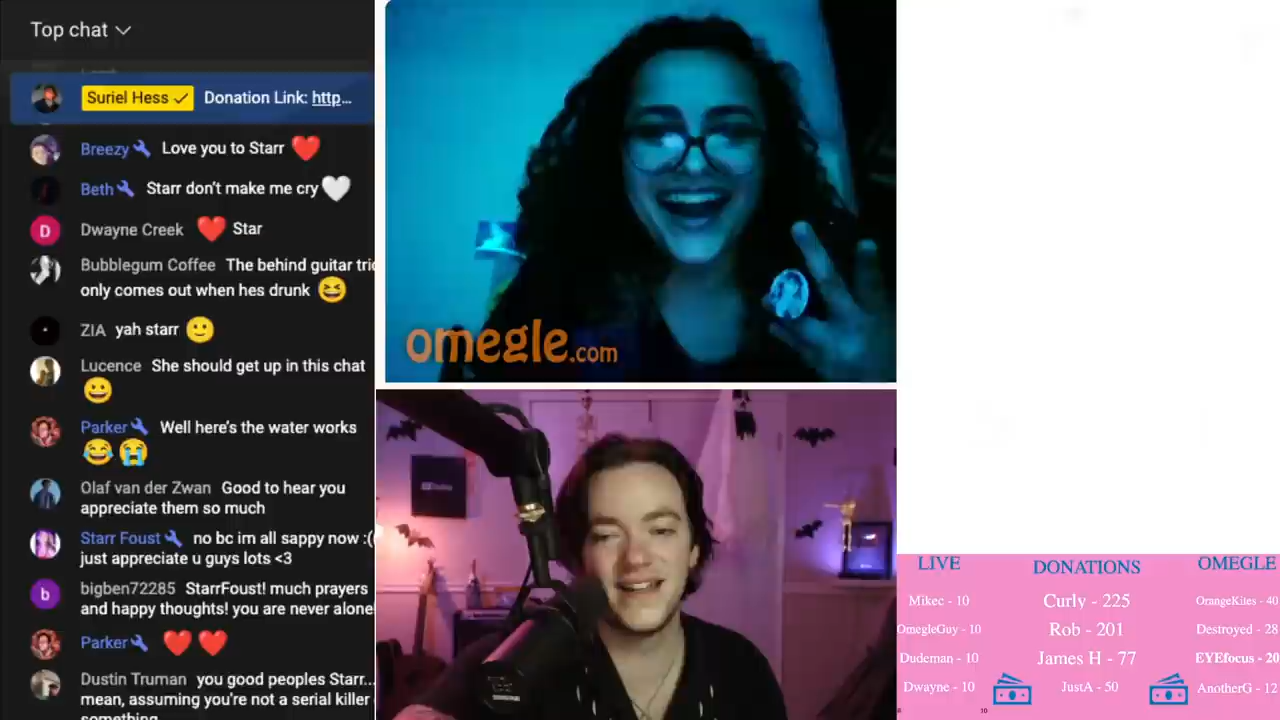 Top chat
Suriel Hess Donation Link: http...
Breezy Love you to Starr ❤️
Beth Starr don't make me cry 🤍
Dwayne Creek ❤️ Star
Bubblegum Coffee The behind guitar
only comes out when hes drunk 😆
ZIA yah starr 🙂
Lucence She should get up in this chat
😀
Parker Well here's the water works
😂😭
Olaf van der Zwan Good to hear you
appreciate them so much
Starr Foust no bc im all sappy now :(
just appreciate u guys lots <3
bigben72285 StarrFoust! much prayers
and happy thoughts! you are never alone
Parker ❤️❤️
Dustin Truman you good peoples Starr...
mean, assuming you're not a serial killer
something
omegle.com
LIVE
Mikec - 10
OmegleGuy - 10
Dudeman - 10
Dwayne - 10
DONATIONS
Curly - 225
Rob - 201
James H - 77
JustA - 50
OMEGLE
OrangeKites - 40
Destroyed - 28
EYEfocus - 20
AnotherG - 12